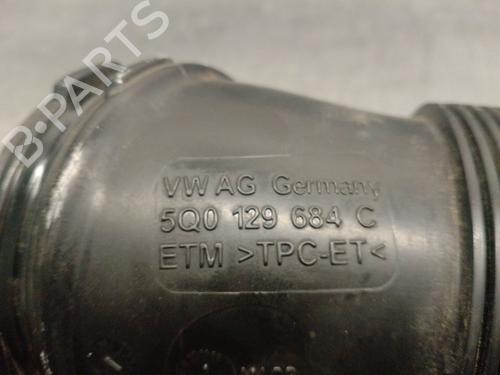 B-PARTS
VW AG Germany
5Q0 129 684 C
ETM >TPC-ET<